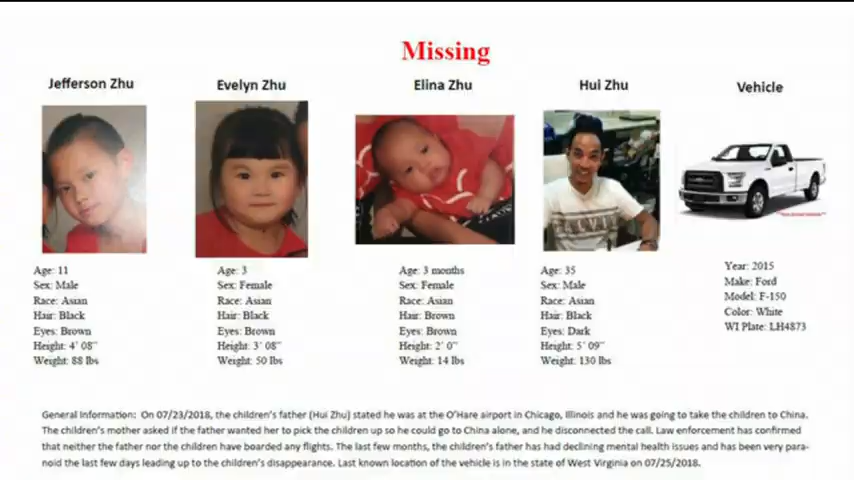 Missing
Jefferson Zhu
Evelyn Zhu
Elina Zhu
Hui Zhu
Vehicle
Age: 11
Sex: Male
Race: Asian
Hair: Black
Eyes: Brown
Height: 4' 08"
Weight: 88 lbs
Age: 3
Sex: Female
Race: Asian
Hair: Black
Eyes: Brown
Height: 3' 08"
Weight: 50 lbs
Age: 3 months
Sex: Female
Race: Asian
Hair: Brown
Eyes: Brown
Height: 2' 0"
Weight: 14 lbs
Age: 35
Sex: Male
Race: Asian
Hair: Black
Eyes: Dark
Height: 5' 09"
Weight: 130 lbs
Year: 2015
Make: Ford
Model: F-150
Color: White
WI Plate: LH4873
General Information: On 07/23/2018, the children's father (Hui Zhu) stated he was at the O'Hare airport in Chicago, Illinois and he was going to take the children to China.
The children's mother asked if the father wanted her to pick the children up so he could go to China alone, and he disconnected the call. Law enforcement has confirmed
that neither the father nor the children have boarded any flights. The last few months, the children's father has had declining mental health issues and has been very para-
noid the last few days leading up to the children's disappearance. Last known location of the vehicle is in the state of West Virginia on 07/25/2018.